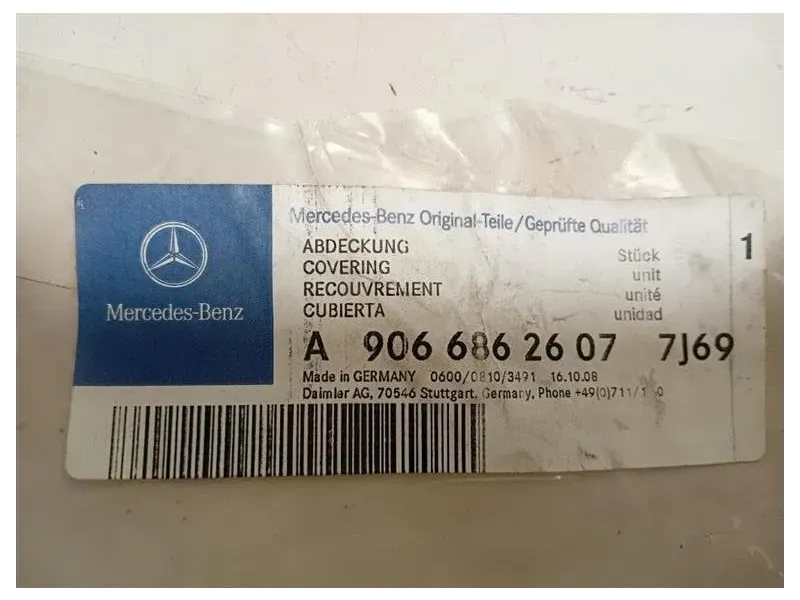 Mercedes-Benz
Mercedes-Benz Original-Teile/Geprüfte Qualität
ABDECKUNG Stück 1
COVERING unit
RECOUVREMENT unité
CUBIERTA unidad
A 906 686 26 07 7J69
Made in GERMANY 0600/0810/3491 16.10.08
Daimler AG, 70546 Stuttgart, Germany, Phone +49(0)711/